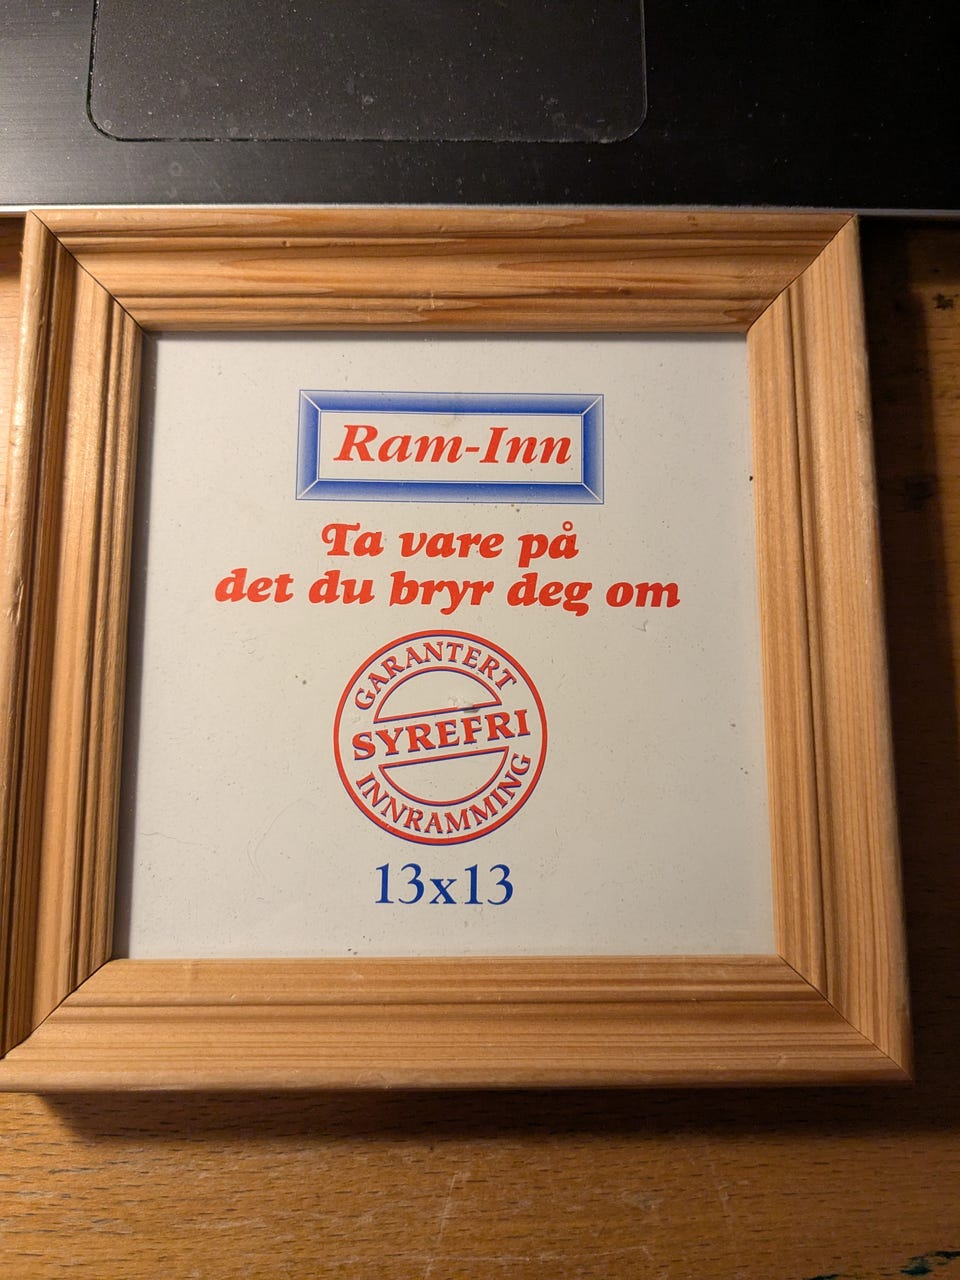 Ram-Inn
Ta vare på
det du bryr deg om
GARANTERT
SYREFRI
INNRAMMING
13x13